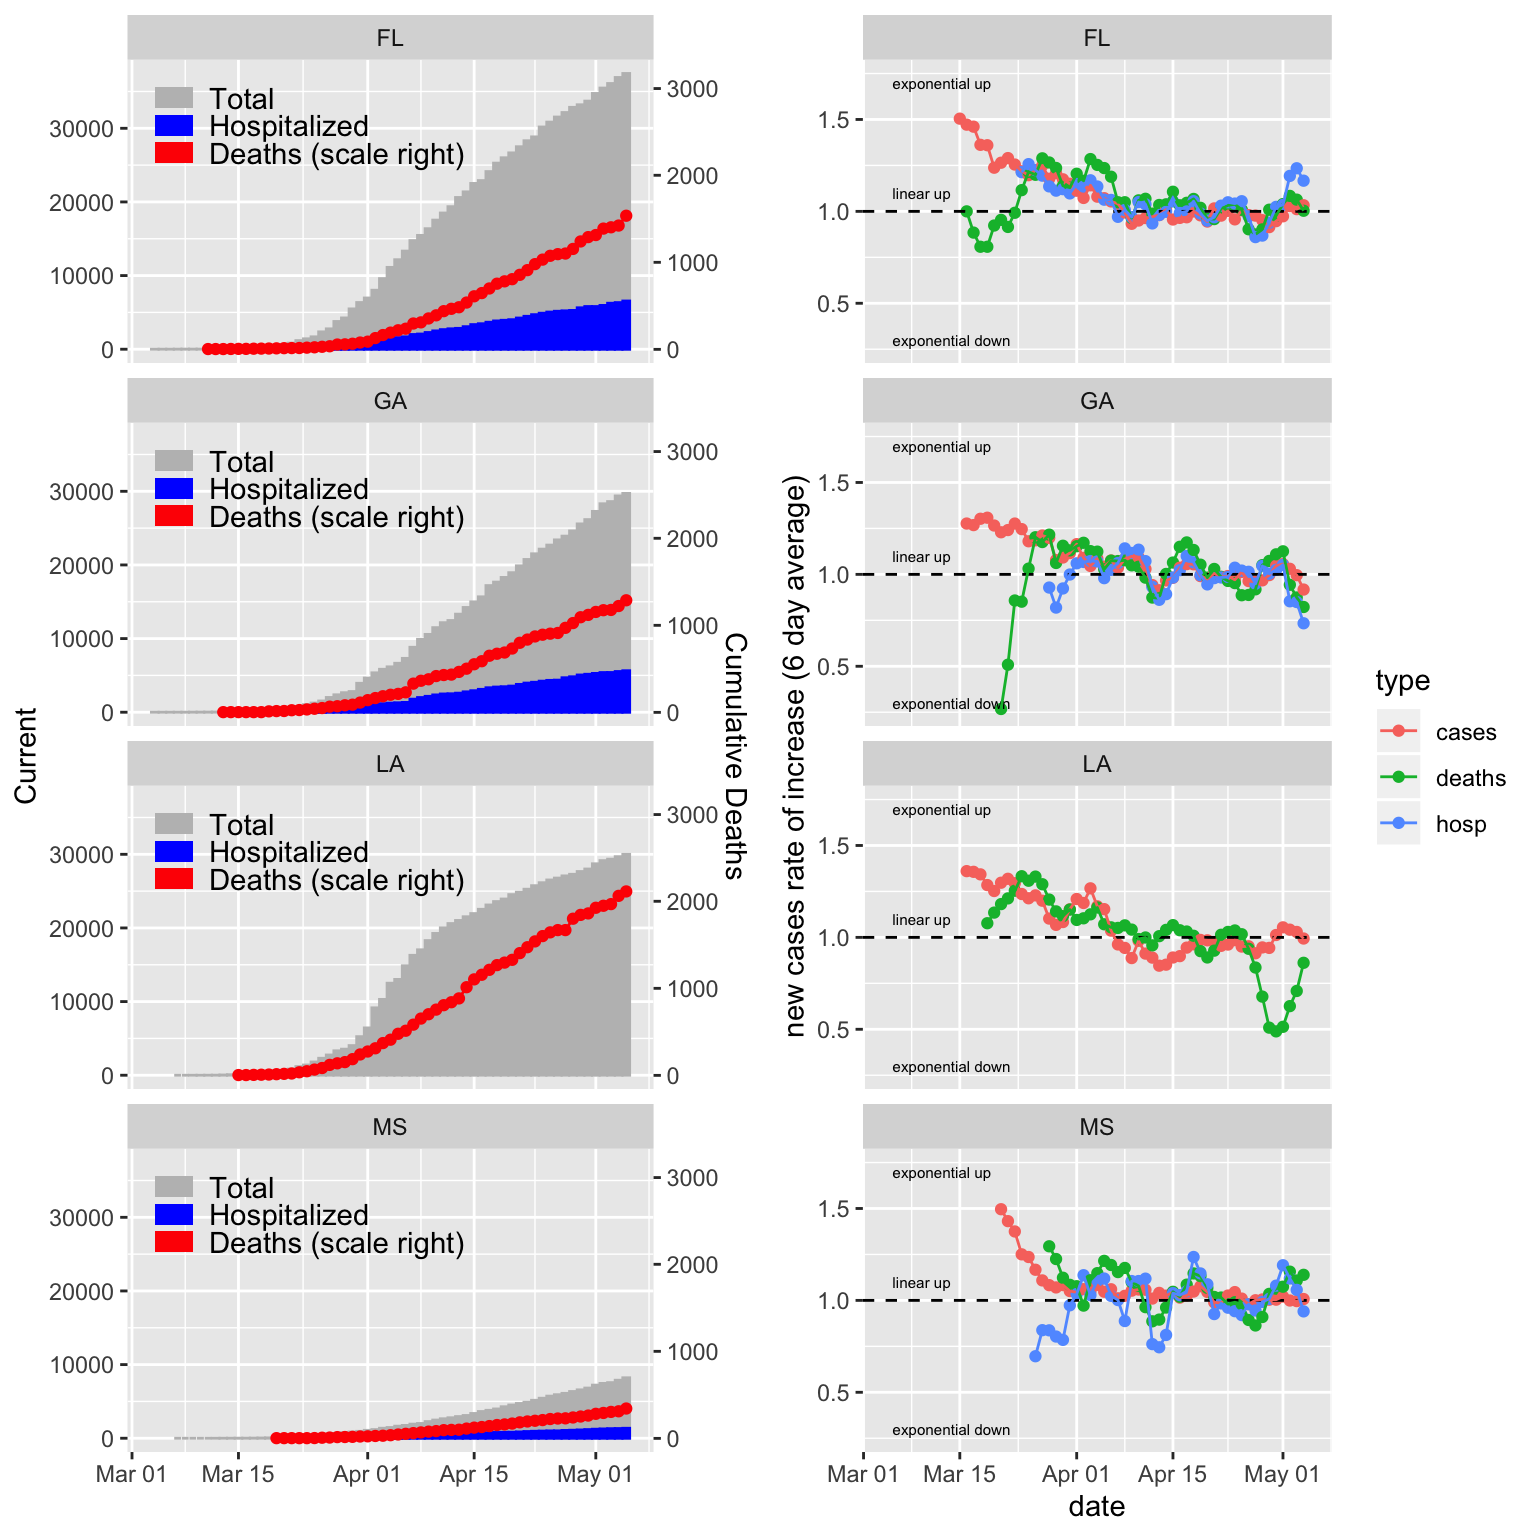 FL
Total
Hospitalized
Deaths (scale right)
30000
20000
10000
0
3000
2000
1000
0
GA
Total
Hospitalized
Deaths (scale right)
30000
20000
10000
0
3000
2000
1000
0
LA
Total
Hospitalized
Deaths (scale right)
30000
20000
10000
0
3000
2000
1000
0
MS
Total
Hospitalized
Deaths (scale right)
30000
20000
10000
0
3000
2000
1000
0
Mar 01 Mar 15 Apr 01 Apr 15 May 01
Current
Cumulative Deaths
FL
exponential up
linear up
exponential down
1.5
1.0
0.5
GA
exponential up
linear up
exponential down
1.5
1.0
0.5
LA
exponential up
linear up
exponential down
1.5
1.0
0.5
MS
exponential up
linear up
exponential down
1.5
1.0
0.5
Mar 01 Mar 15 Apr 01 Apr 15 May 01
date
new cases rate of increase (6 day average)
type
cases
deaths
hosp